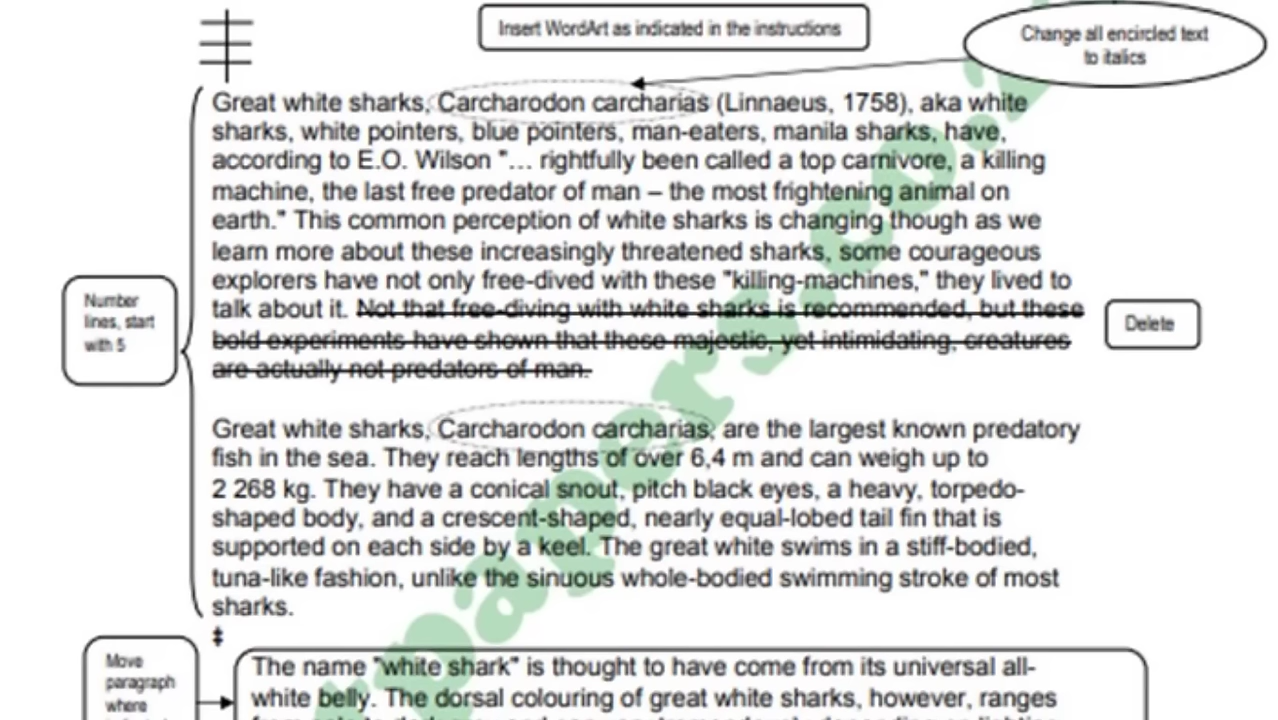 Insert WordArt as indicated in the instructions
Change all encircled text
to italics
Great white sharks, Carcharodon carcharias (Linnaeus, 1758), aka white
sharks, white pointers, blue pointers, man-eaters, manila sharks, have,
according to E.O. Wilson "... rightfully been called a top carnivore, a killing
machine, the last free predator of man – the most frightening animal on
earth." This common perception of white sharks is changing though as we
learn more about these increasingly threatened sharks, some courageous
explorers have not only free-dived with these "killing-machines," they lived to
talk about it. Not that free-diving with white sharks is recommended, but these
bold experiments have shown that these majestic, yet intimidating, creatures
are actually not predators of man.
Number
lines, start
with 5
Delete
Great white sharks, Carcharodon carcharias, are the largest known predatory
fish in the sea. They reach lengths of over 6,4 m and can weigh up to
2 268 kg. They have a conical snout, pitch black eyes, a heavy, torpedo-
shaped body, and a crescent-shaped, nearly equal-lobed tail fin that is
supported on each side by a keel. The great white swims in a stiff-bodied,
tuna-like fashion, unlike the sinuous whole-bodied swimming stroke of most
sharks.
Move
paragraph
where
The name "white shark" is thought to have come from its universal all-
white belly. The dorsal colouring of great white sharks, however, ranges
papers.co.z